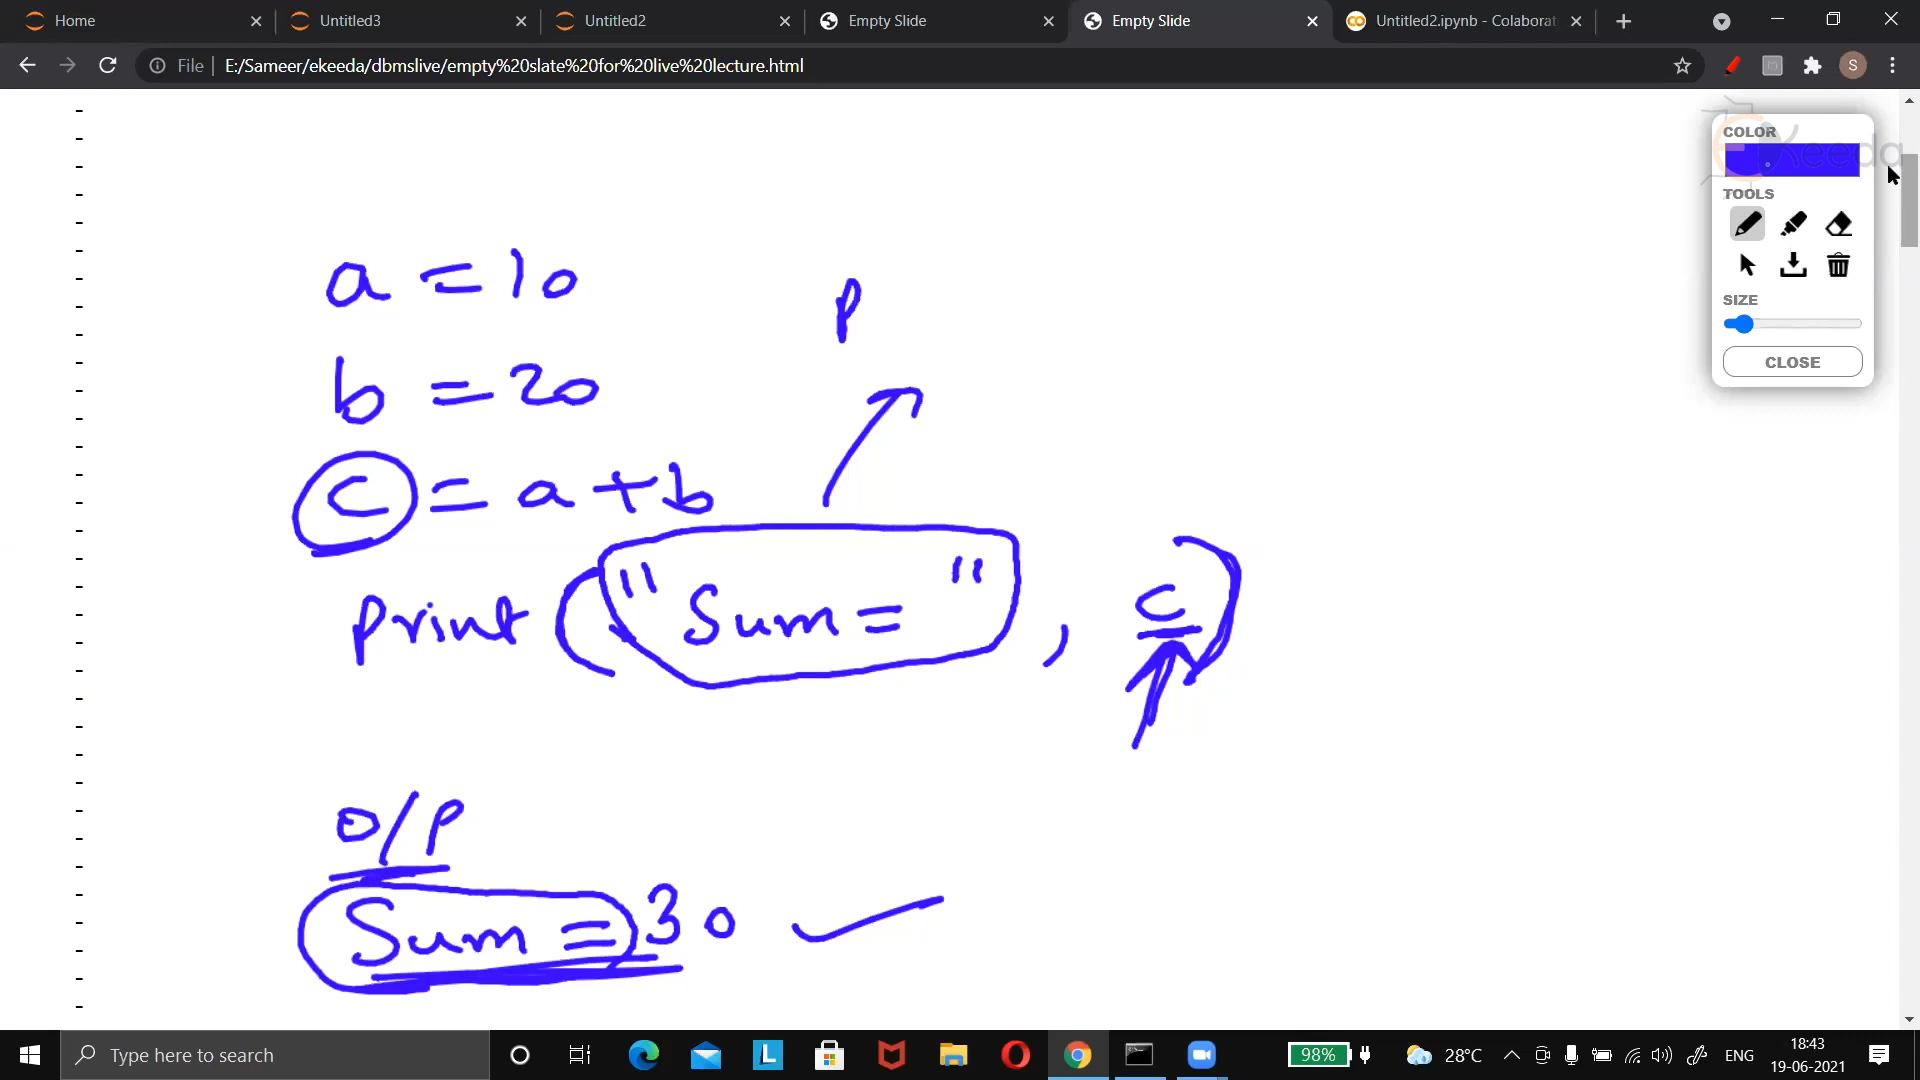 Home
Untitled3
Untitled2
Empty Slide
Empty Slide
Untitled2.ipynb - Colaborat
File
E:/Sameer/ekeeda/dbmslive/empty%20slate%20for%20live%20lecture.html
S
COLOR
Keeda
TOOLS
SIZE
CLOSE
a = 10
P
b = 20
c = a + b
print ( " Sum = " , c )
O/P
Sum = 30
Type here to search
L
98%
28°C
ENG
18:43
19-06-2021